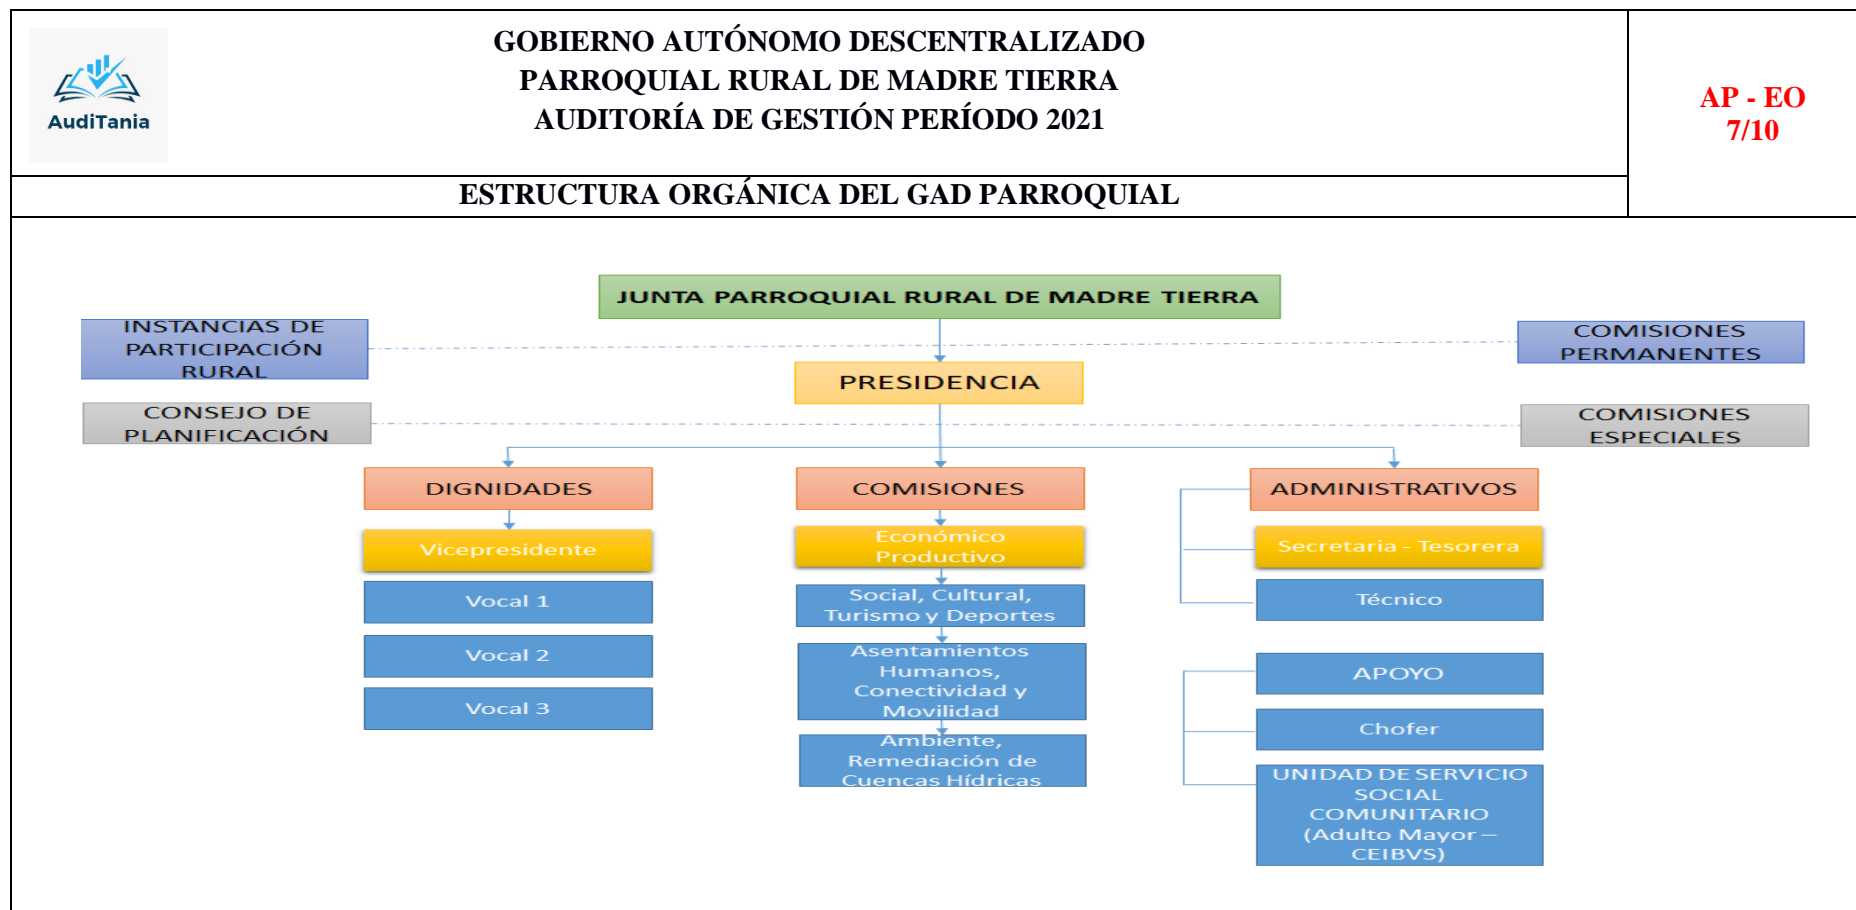 AudiTania
GOBIERNO AUTÓNOMO DESCENTRALIZADO
PARROQUIAL RURAL DE MADRE TIERRA
AUDITORÍA DE GESTIÓN PERÍODO 2021
AP - EO
7/10
ESTRUCTURA ORGÁNICA DEL GAD PARROQUIAL
JUNTA PARROQUIAL RURAL DE MADRE TIERRA
INSTANCIAS DE
PARTICIPACIÓN
RURAL
COMISIONES
PERMANENTES
PRESIDENCIA
CONSEJO DE
PLANIFICACIÓN
COMISIONES
ESPECIALES
DIGNIDADES
Vicepresidente
Vocal 1
Vocal 2
Vocal 3
COMISIONES
Económico
Productivo
Social, Cultural,
Turismo y Deportes
Asentamientos
Humanos,
Conectividad y
Movilidad
Ambiente,
Remediación de
Cuencas Hídricas
ADMINISTRATIVOS
Secretaria - Tesorera
Técnico
APOYO
Chofer
UNIDAD DE SERVICIO
SOCIAL
COMUNITARIO
(Adulto Mayor –
CEIBVS)